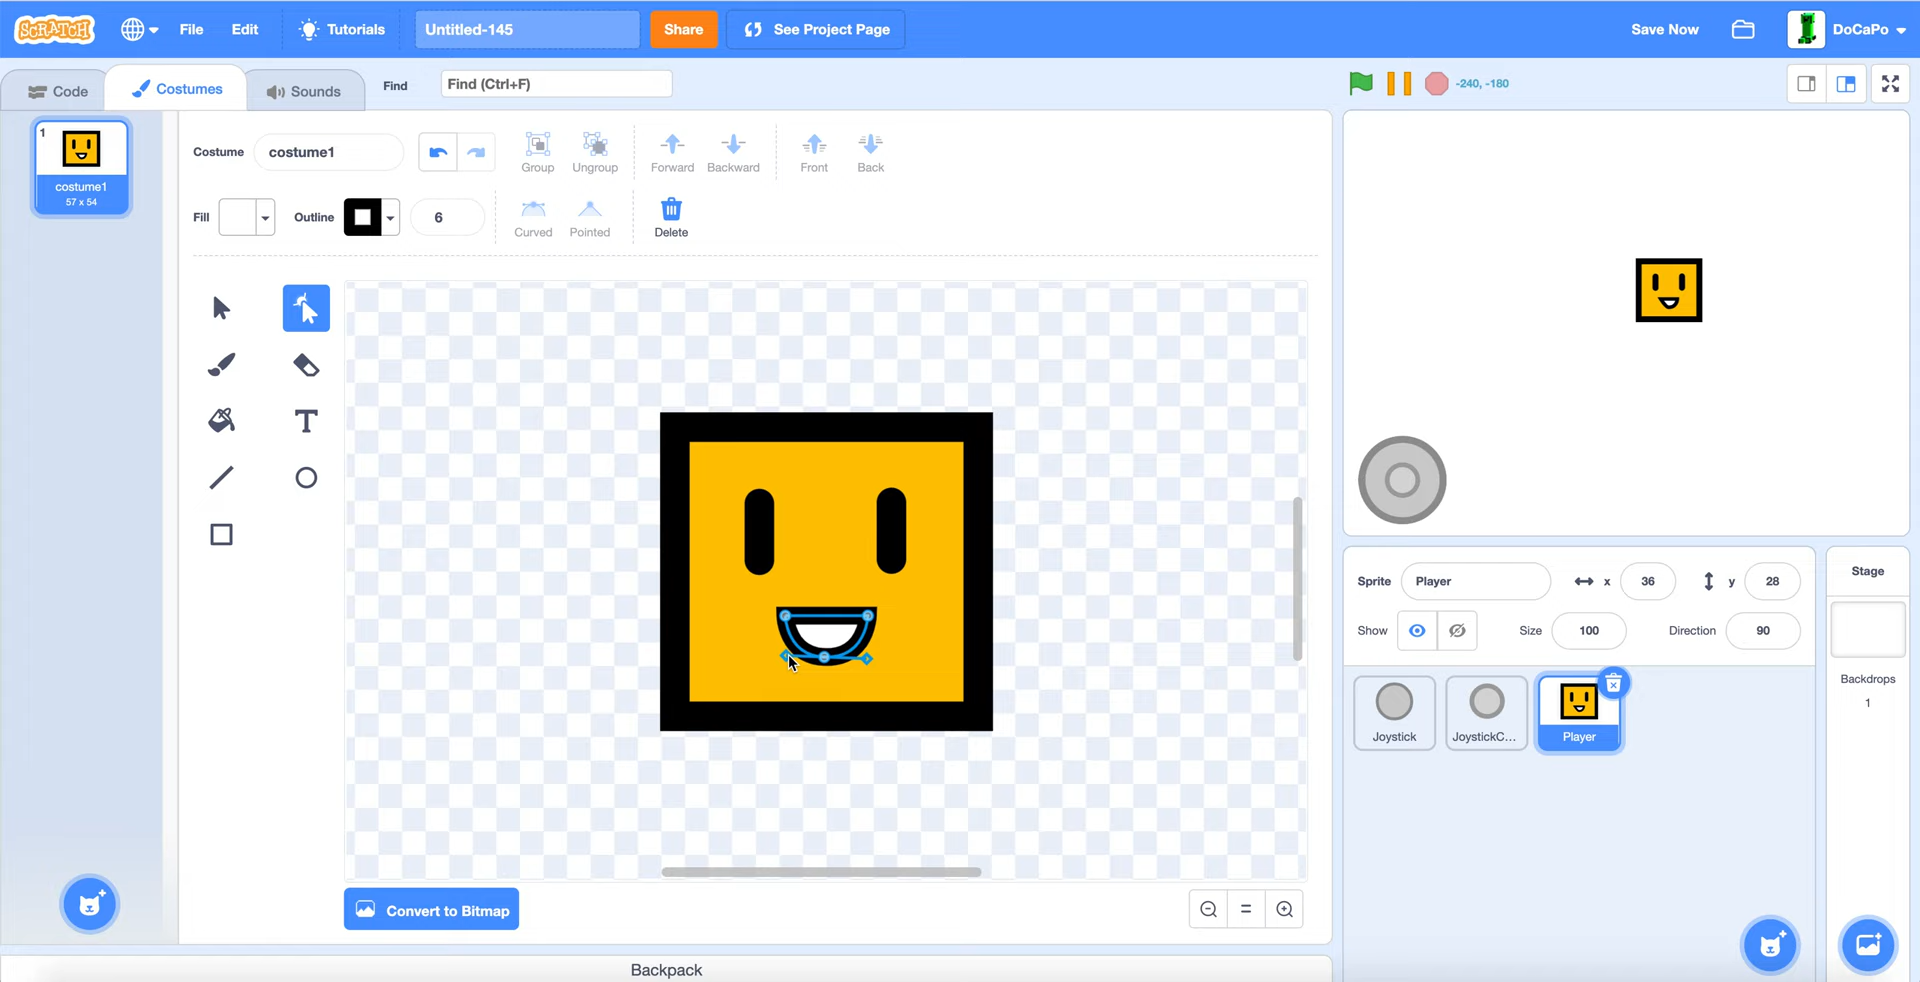 SCRATCH File Edit Tutorials Untitled-145 Share See Project Page Save Now DoCaPo
Code Costumes Sounds Find Find (Ctrl+F) -240, -180
1
costume1
57 x 54
Costume costume1 Group Ungroup Forward Backward Front Back
Fill Outline 6 Curved Pointed Delete
T
Convert to Bitmap
Backpack
Sprite Player x 36 y 28
Show Size 100 Direction 90
Joystick JoystickC... Player
Stage
Backdrops
1